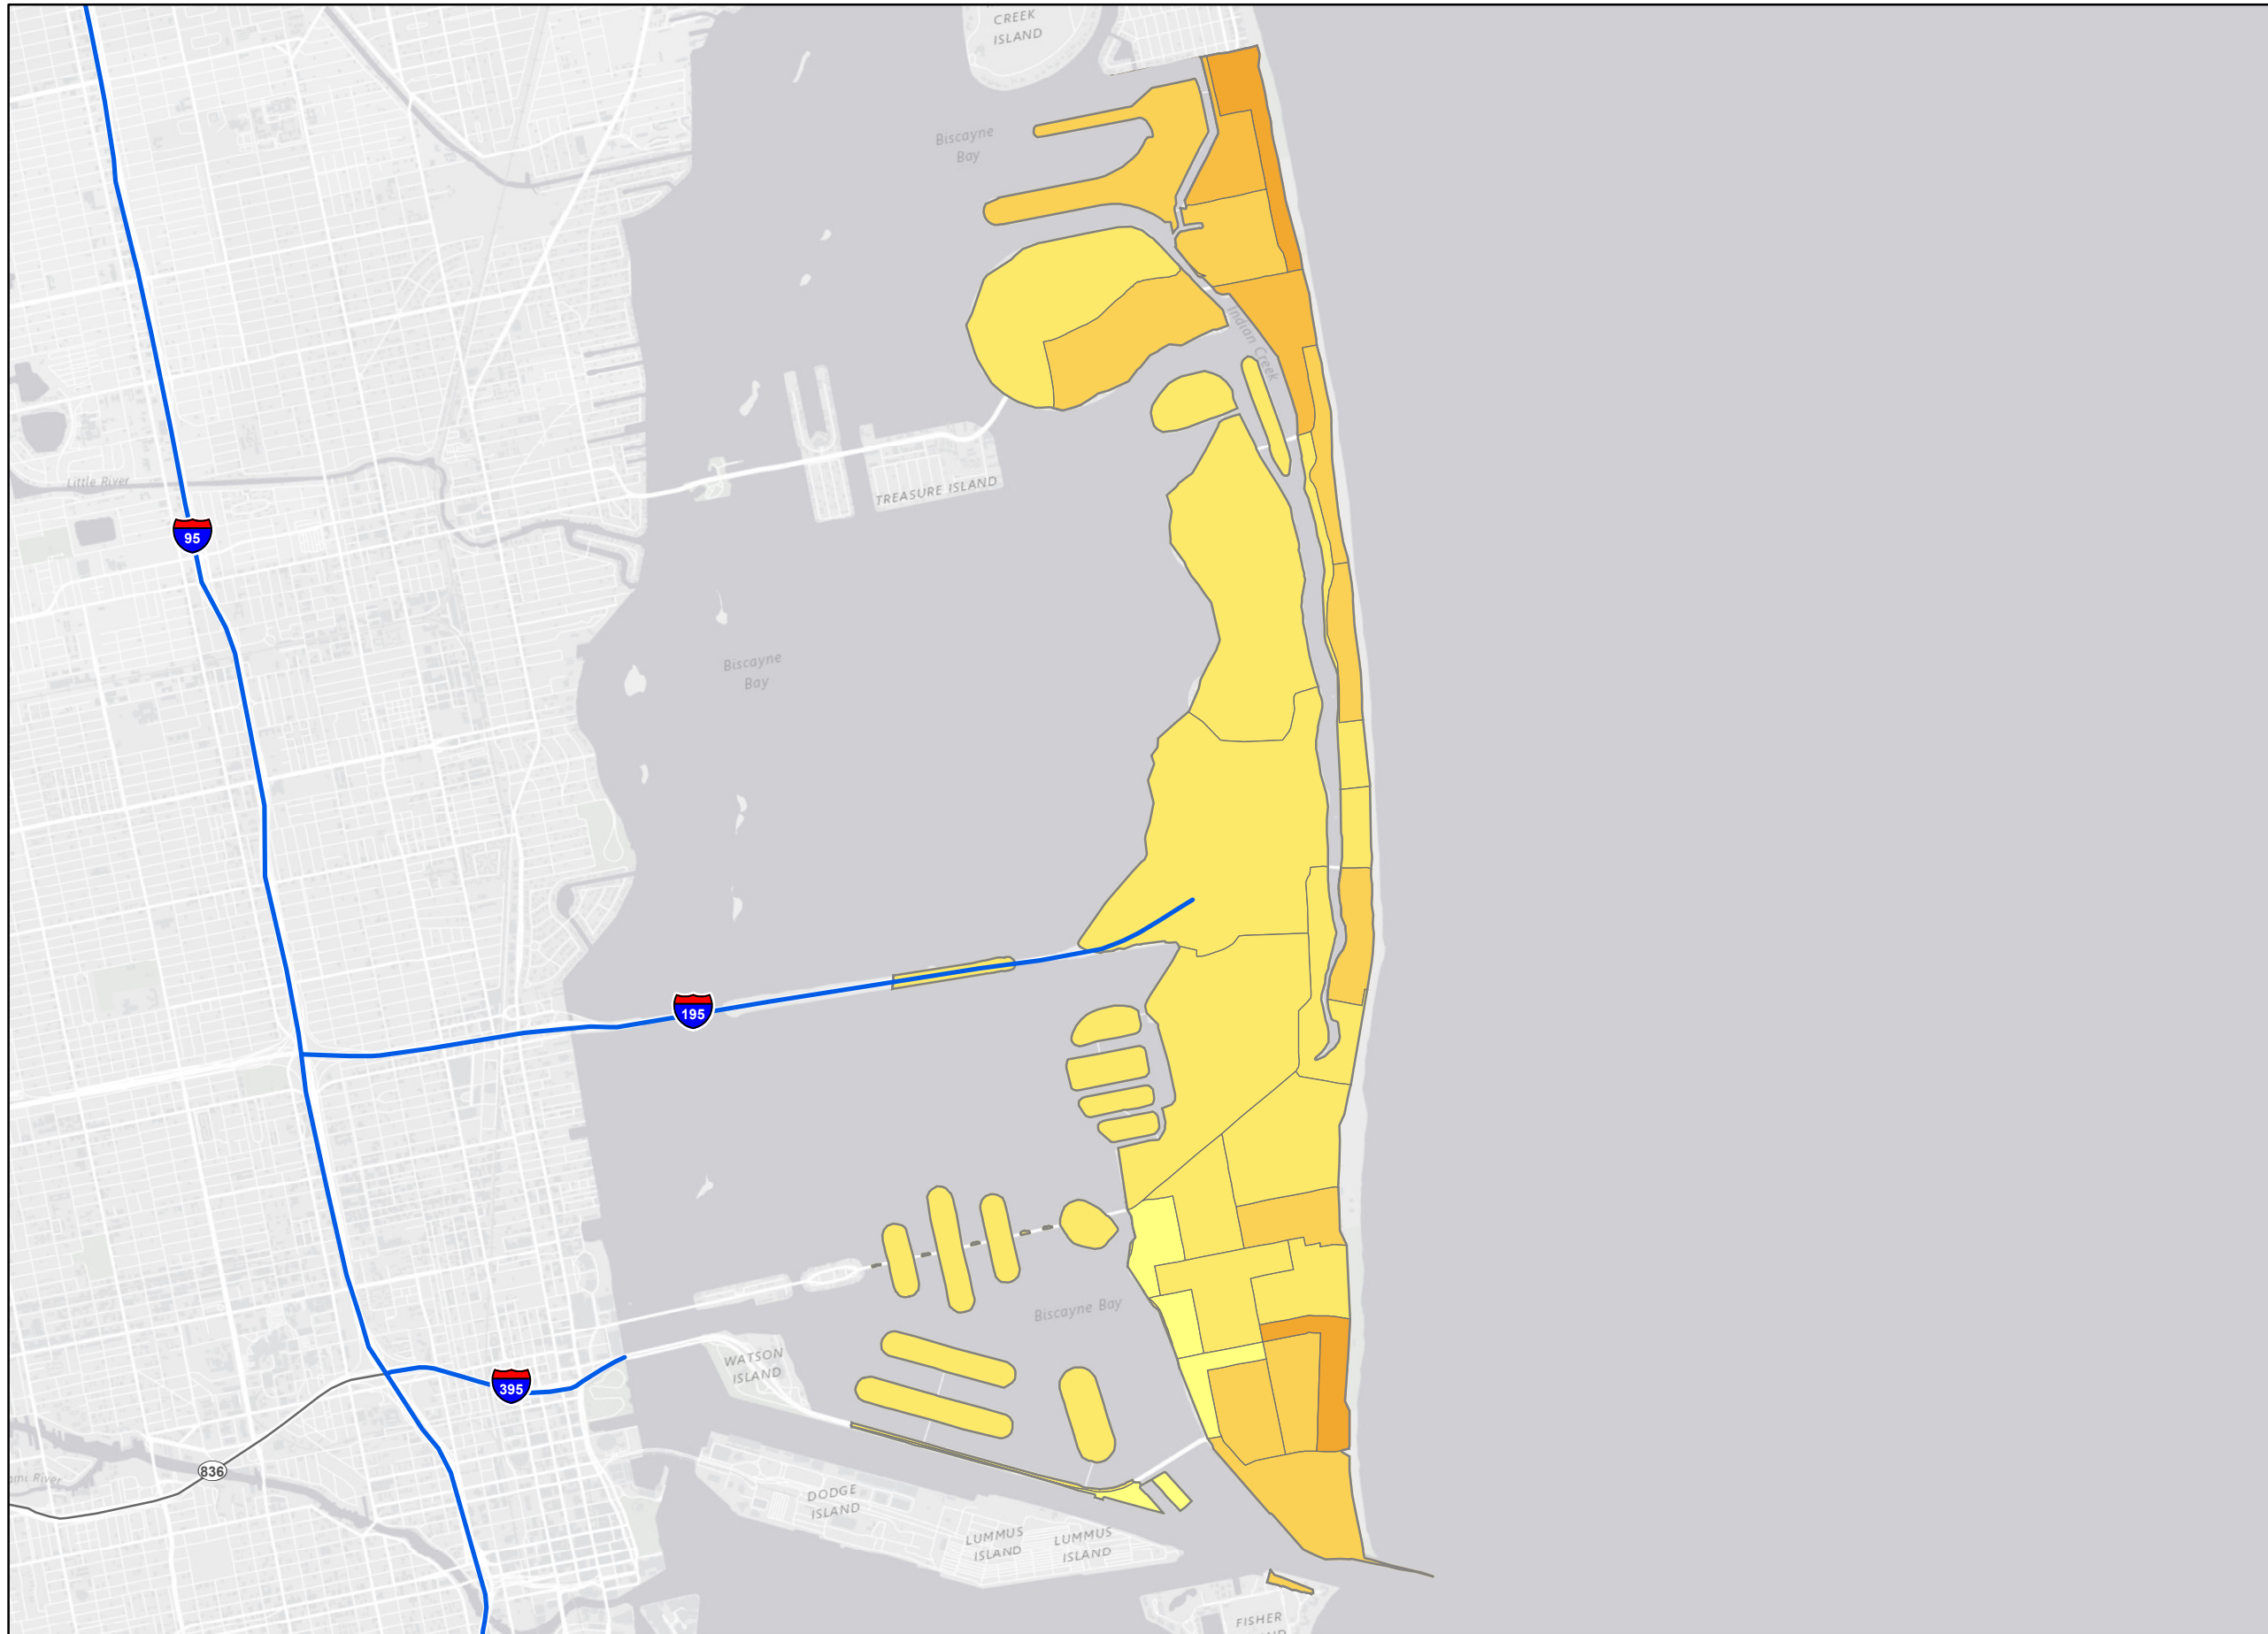 CREEK
ISLAND
Biscayne
Bay
Indian Creek
Little River
TREASURE ISLAND
95
Biscayne
Bay
195
Biscayne Bay
WATSON
ISLAND
395
836
DODGE
ISLAND
LUMMUS
ISLAND
LUMMUS
ISLAND
River
FISHER